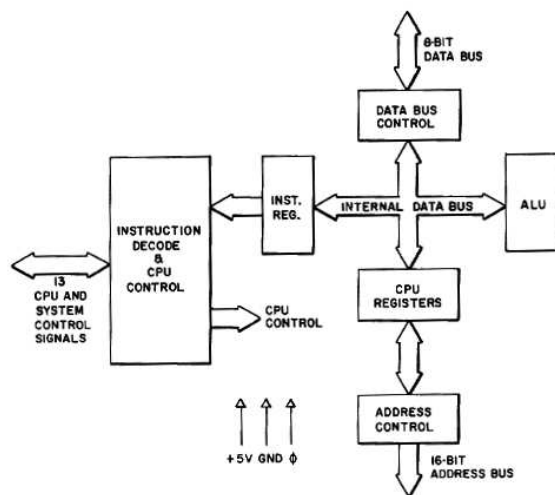 8-BIT
DATA BUS
DATA BUS
CONTROL
INSTRUCTION
DECODE
&
CPU
CONTROL
INST.
REG.
INTERNAL DATA BUS
ALU
13
CPU AND
SYSTEM
CONTROL
SIGNALS
CPU
CONTROL
CPU
REGISTERS
ADDRESS
CONTROL
+5V GND ϕ
16-BIT
ADDRESS BUS